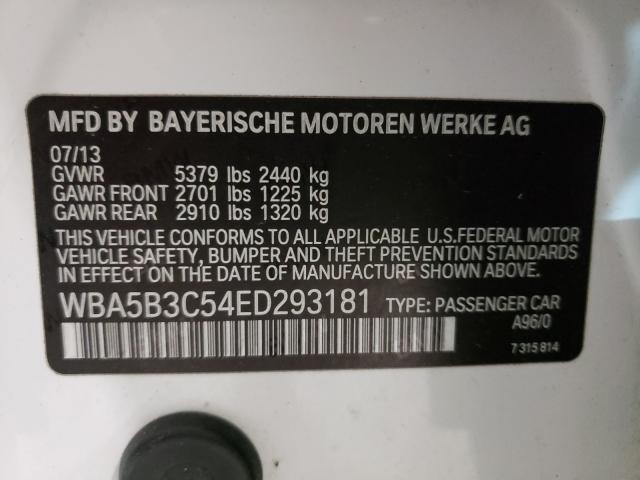 MFD BY BAYERISCHE MOTOREN WERKE AG
07/13
GVWR 5379 lbs 2440 kg
GAWR FRONT 2701 lbs 1225 kg
GAWR REAR 2910 lbs 1320 kg
THIS VEHICLE CONFORMS TO ALL APPLICABLE U.S.FEDERAL MOTOR
VEHICLE SAFETY, BUMPER AND THEFT PREVENTION STANDARDS
IN EFFECT ON THE DATE OF MANUFACTURE SHOWN ABOVE.
WBA5B3C54ED293181 TYPE: PASSENGER CAR
A96/0
7 315 814